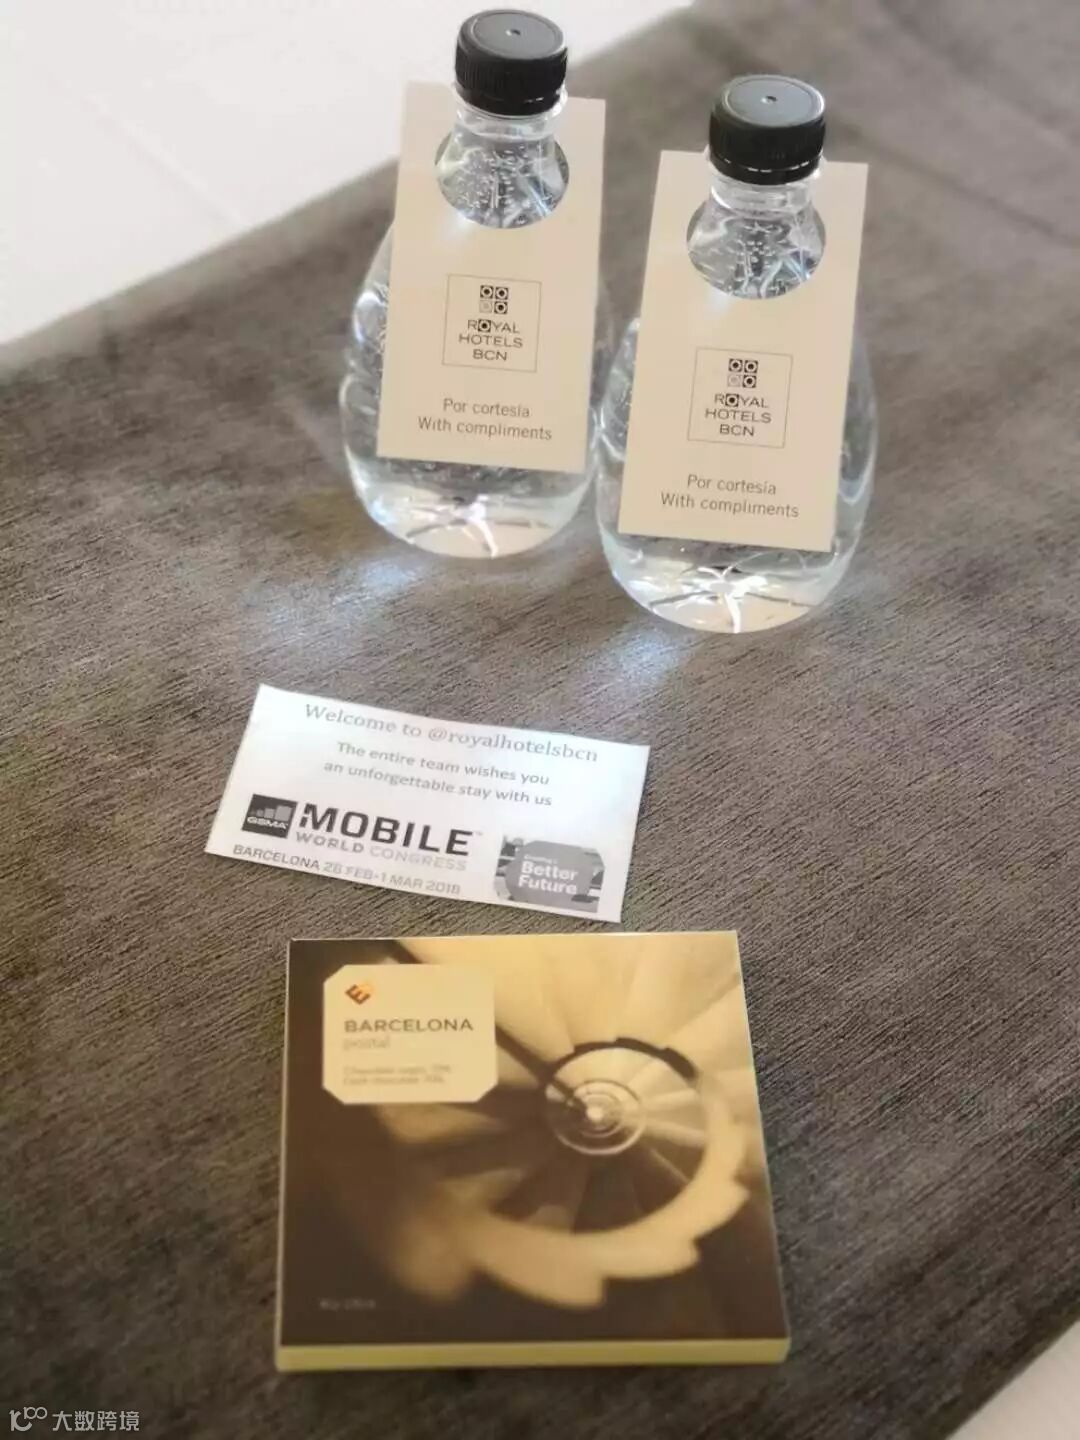 ROYAL
HOTELS
BCN
Por cortesía
With compliments
ROYAL
HOTELS
BCN
Por cortesía
With compliments
Welcome to @royalhotelsbcn
The entire team wishes you
an unforgettable stay with us
GSMA
MOBILE™
WORLD CONGRESS
BARCELONA 26 FEB-1 MAR 2018
Better
Future
BARCELONA
postal
大数跨境